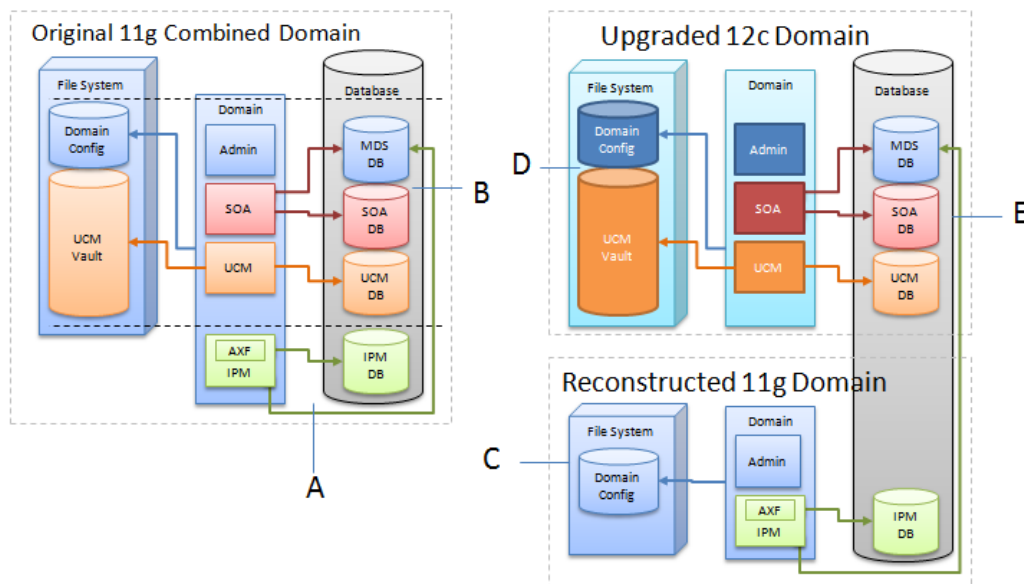 Original 11g Combined Domain
File System
Domain
Config
UCM
Vault
Domain
Admin
SOA
UCM
AXF
IPM
Database
MDS
DB
SOA
DB
UCM
DB
IPM
DB
A
B
Upgraded 12c Domain
File System
Domain
Config
UCM
Vault
Domain
Admin
SOA
UCM
Database
MDS
DB
SOA
DB
UCM
DB
D
E
Reconstructed 11g Domain
File System
Domain
Config
Domain
Admin
AXF
IPM
IPM
DB
C